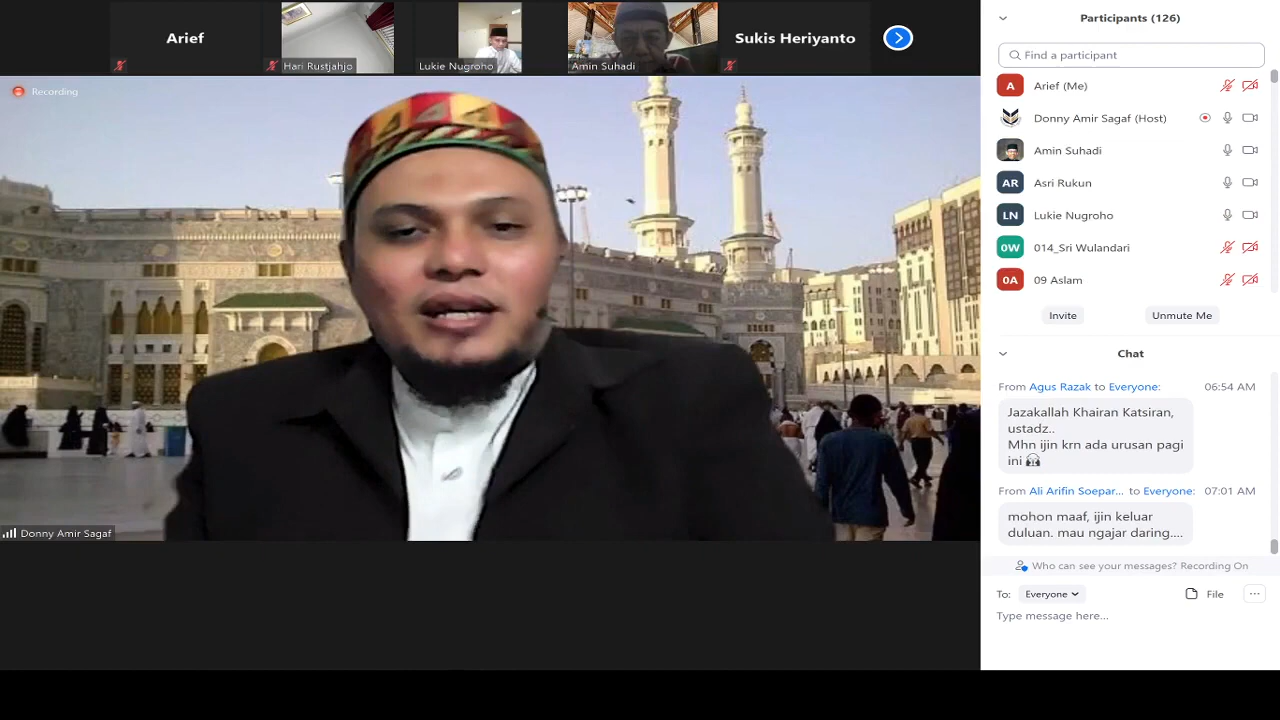 Arief
Hari Rustjahjo
Lukie Nugroho
Amin Suhadi
Sukis Heriyanto
Recording
Donny Amir Sagaf
Participants (126)
Find a participant
A
Arief (Me)
Donny Amir Sagaf (Host)
Amin Suhadi
AR
Asri Rukun
LN
Lukie Nugroho
0W
014_Sri Wulandari
0A
09 Aslam
Invite
Unmute Me
Chat
From Agus Razak to Everyone:
06:54 AM
Jazakallah Khairan Katsiran,
ustadz..
Mhn ijin krn ada urusan pagi
ini
From Ali Arifin Soepar... to Everyone:
07:01 AM
mohon maaf, ijin keluar
duluan. mau ngajar daring....
Who can see your messages? Recording On
To: Everyone
File
...
Type message here...